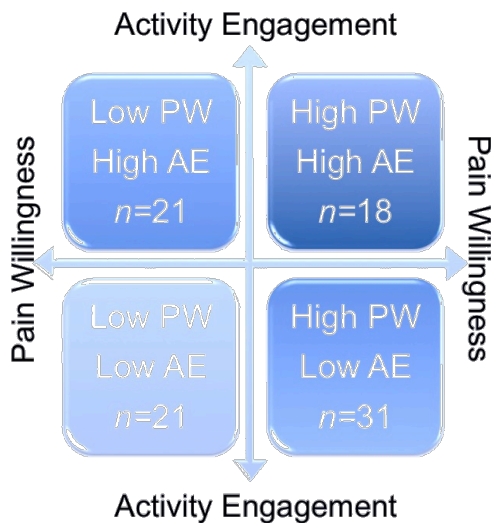 Activity Engagement
Low PW
High AE
n=21
High PW
High AE
n=18
Pain Willingness
Pain Willingness
Low PW
Low AE
n=21
High PW
Low AE
n=31
Activity Engagement